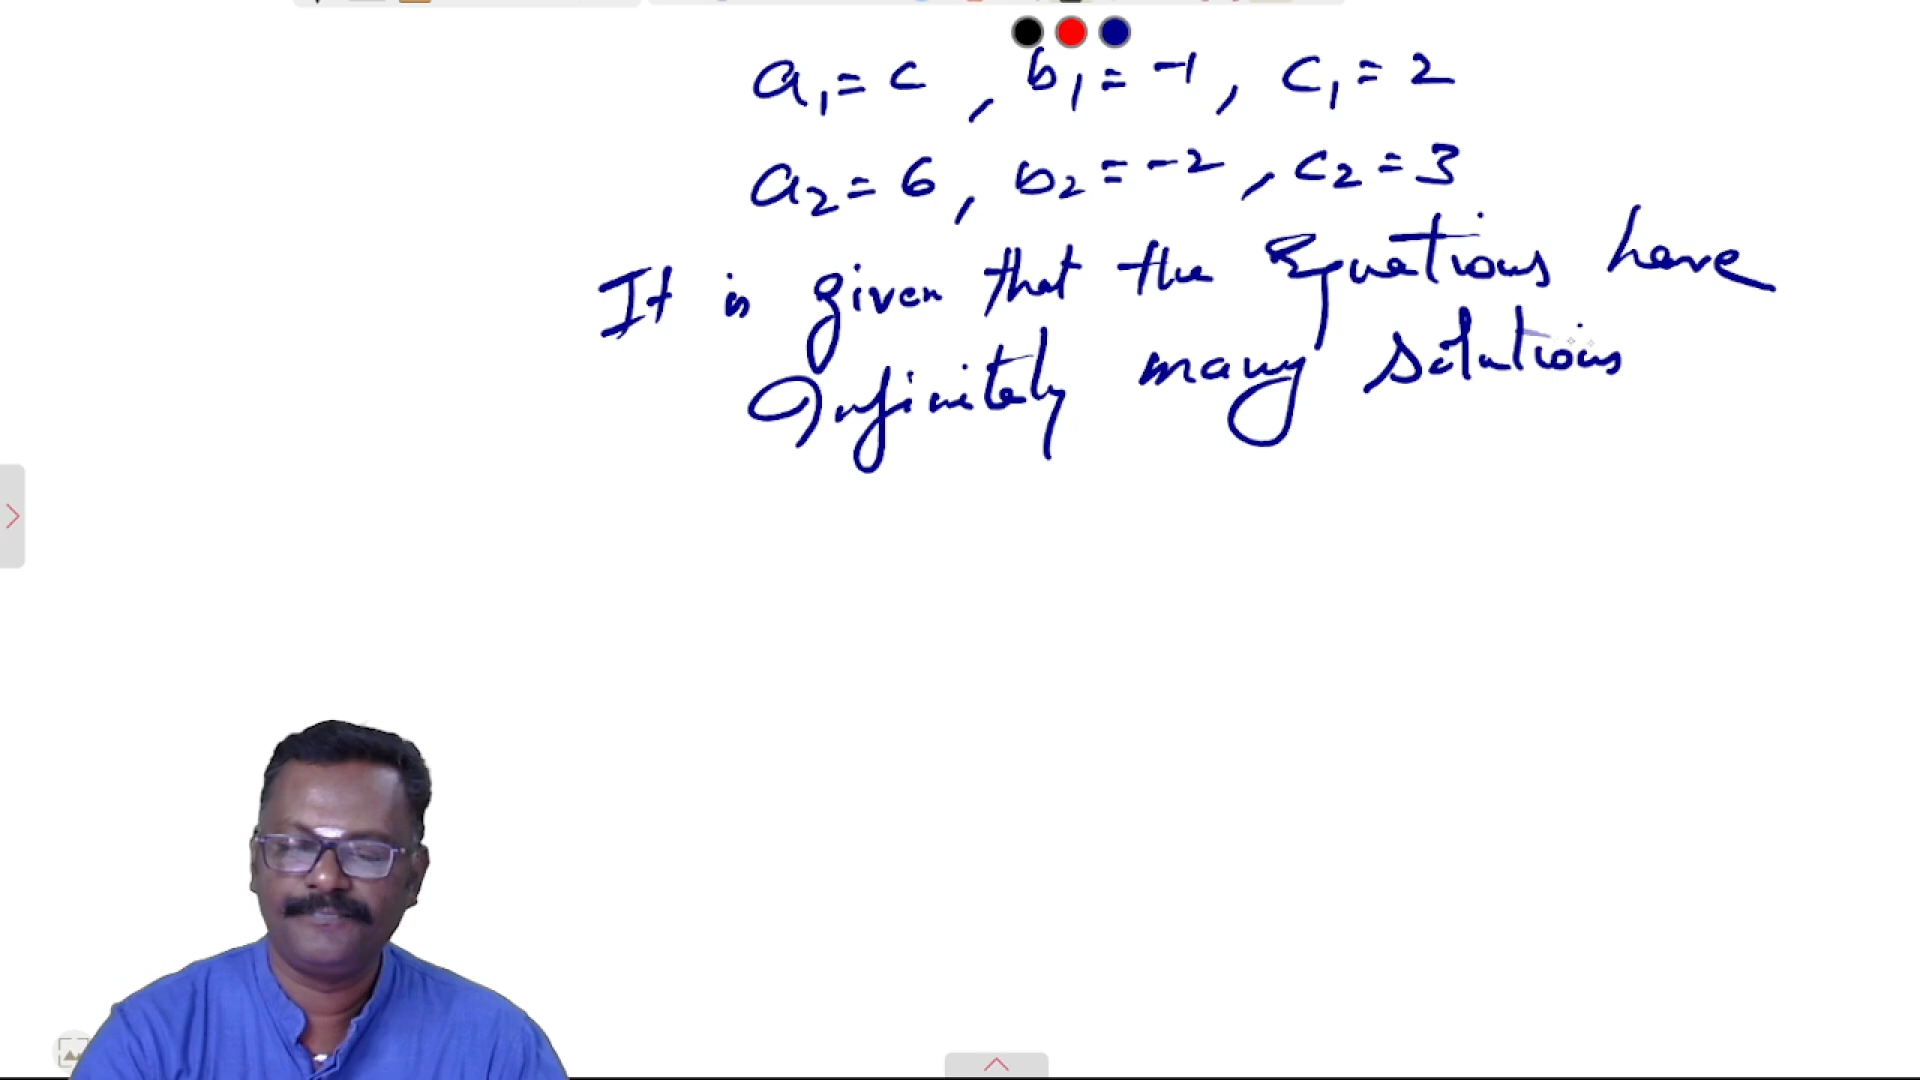 a₁ = c , b₁ = -1 , c₁ = 2
a₂ = 6 , b₂ = -2 , c₂ = 3
It is given that the Equations have
Infinitely many solutions